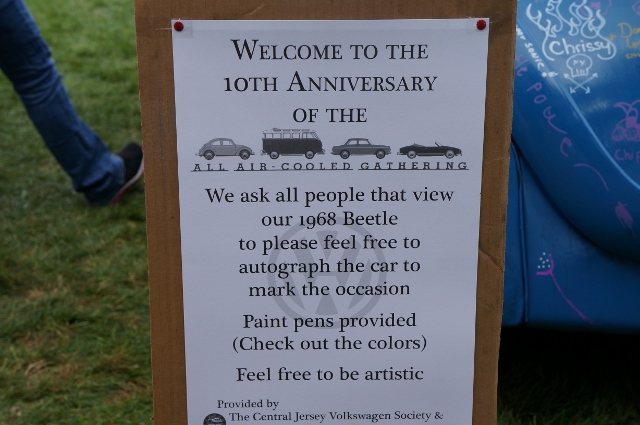 WELCOME TO THE
10TH ANNIVERSARY
OF THE
ALL AIR-COOLED GATHERING
We ask all people that view
our 1968 Beetle
to please feel free to
autograph the car to
mark the occasion
Paint pens provided
(Check out the colors)
Feel free to be artistic
Provided by
The Central Jersey Volkswagen Society &
Chrissy